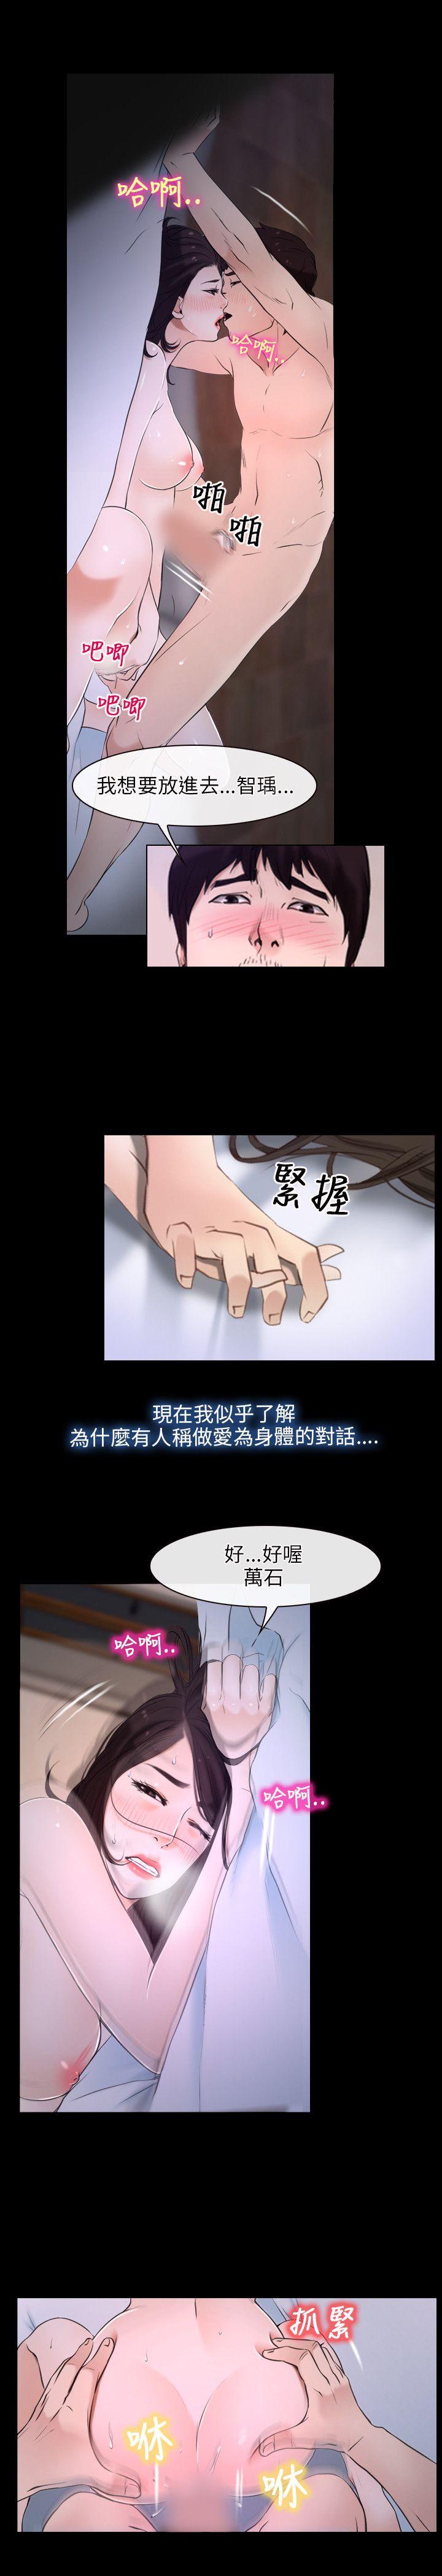 哈啊..
哈啊..
啪
啪
吧唧
吧唧
我想要放進去...智瑀...
緊握
現在我似乎了解
為什麼有人稱做愛為身體的對話....
好...好喔
萬石
哈啊..
哈啊..
抓緊
咻
咻